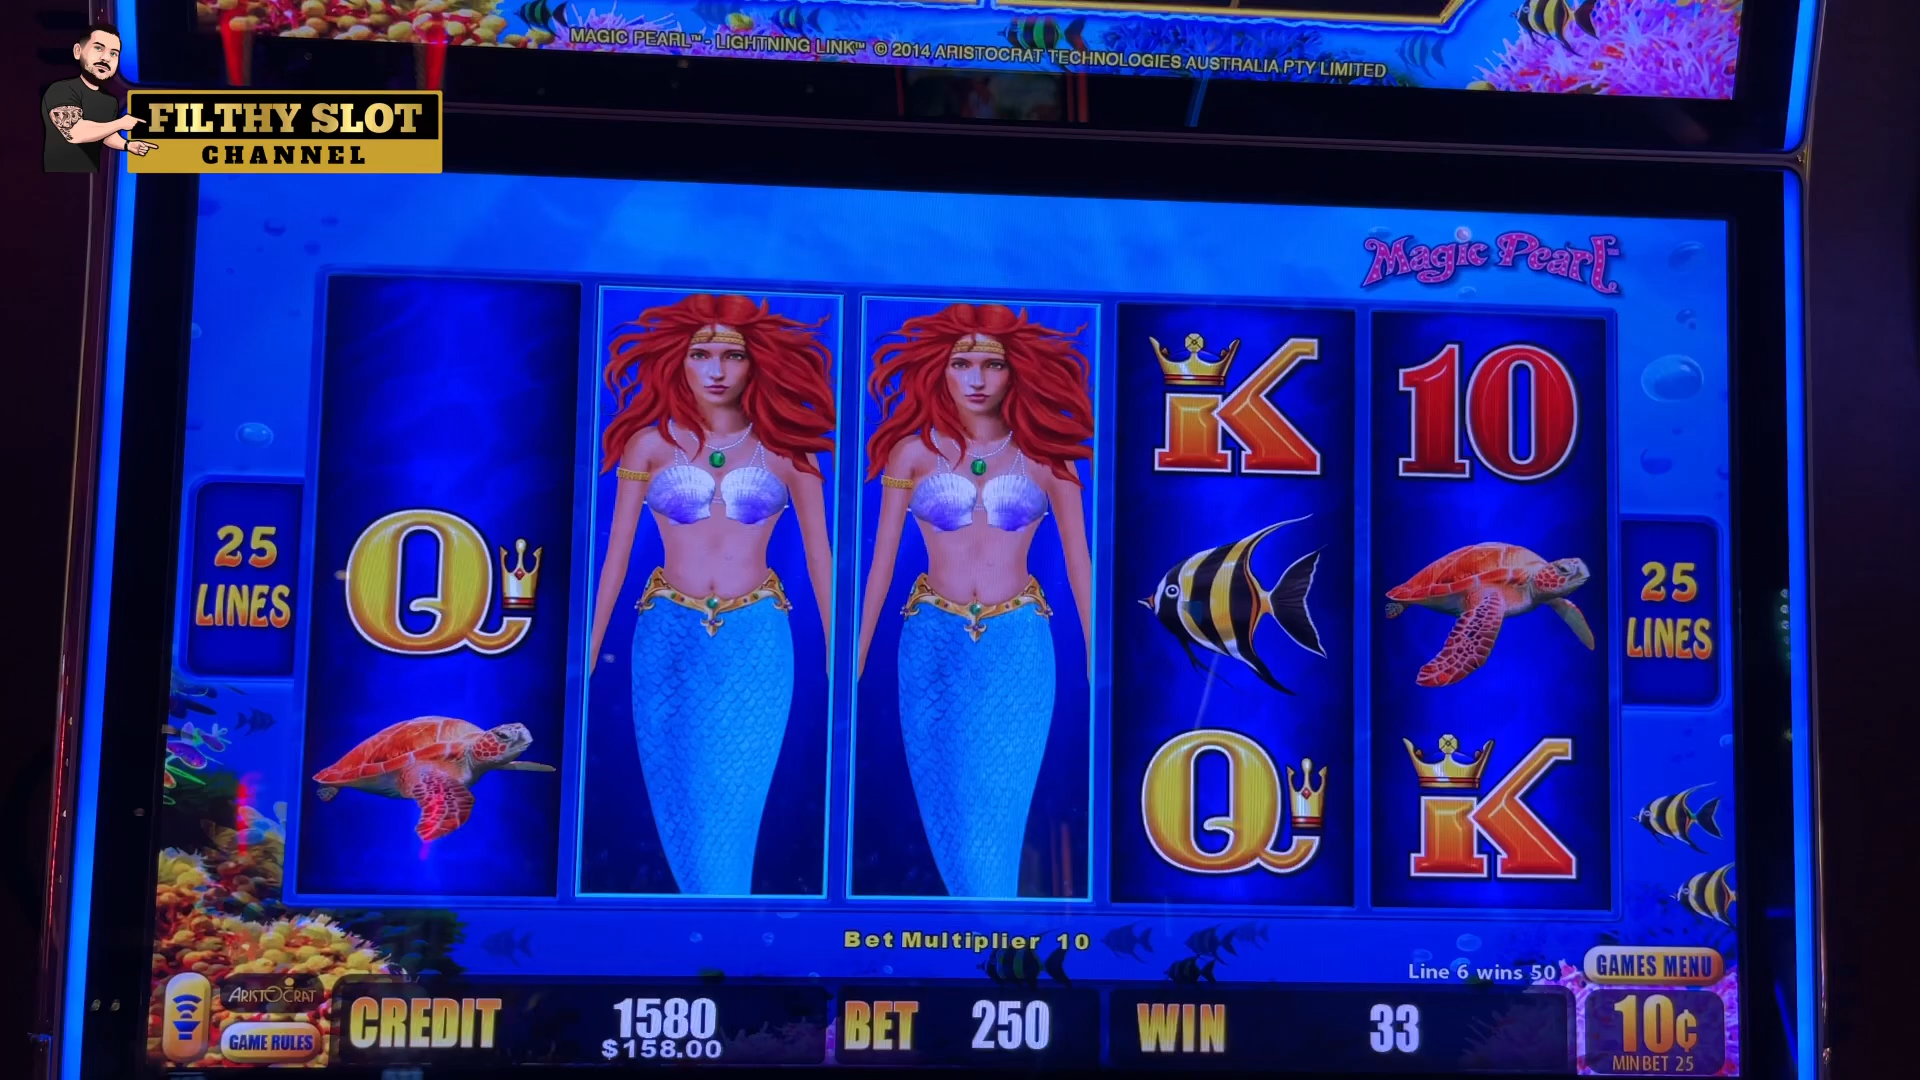 MAGIC PEARL™ - LIGHTNING LINK™ © 2014 ARISTOCRAT TECHNOLOGIES AUSTRALIA PTY LIMITED
FILTHY SLOT
CHANNEL
Magic Pearl
K
10
25
LINES
Q
25
LINES
Q
K
Bet Multiplier 10
Line 6 wins 50
GAMES MENU
ARISTOCRAT
GAME RULES
CREDIT
1580
$158.00
BET
250
WIN
33
10¢
MIN BET 25